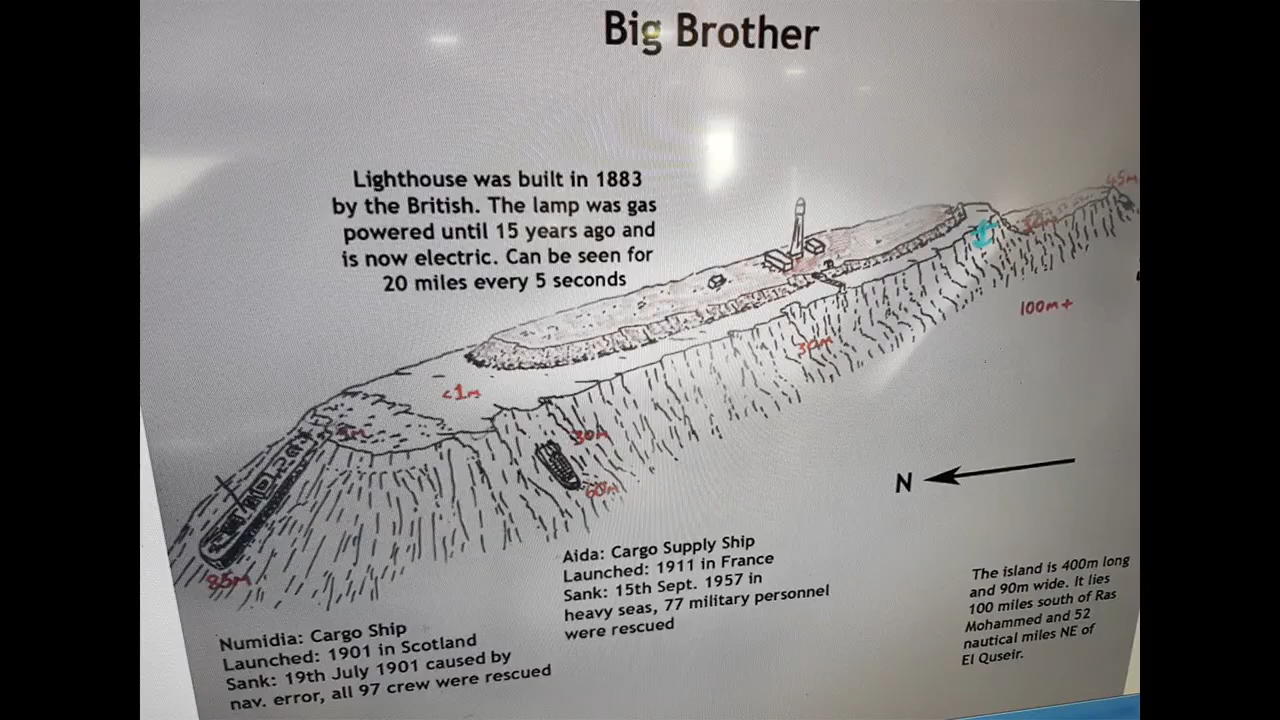 Big Brother
Lighthouse was built in 1883
by the British. The lamp was gas
powered until 15 years ago and
is now electric. Can be seen for
20 miles every 5 seconds
45m
100m+
30m
<1m
30m
60m
N
85m
Aida: Cargo Supply Ship
Launched: 1911 in France
Sank: 15th Sept. 1957 in
heavy seas, 77 military personnel
were rescued
The island is 400m long
and 90m wide. It lies
100 miles south of Ras
Mohammed and 52
nautical miles NE of
El Quseir.
Numidia: Cargo Ship
Launched: 1901 in Scotland
Sank: 19th July 1901 caused by
nav. error, all 97 crew were rescued